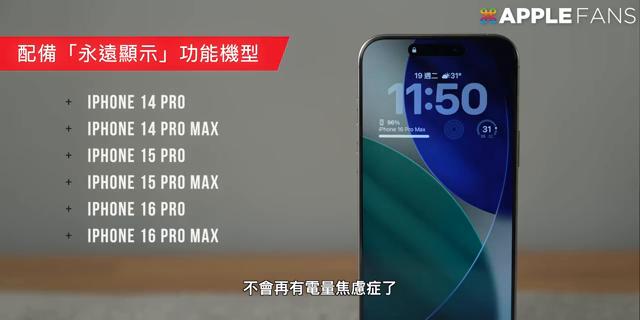 APPLEFANS
配備「永遠顯示」功能機型
+ IPHONE 14 PRO
+ IPHONE 14 PRO MAX
+ IPHONE 15 PRO
+ IPHONE 15 PRO MAX
+ IPHONE 16 PRO
+ IPHONE 16 PRO MAX
19 週二 31°
11:50
96%
iPhone 16 Pro Max
31
不會再有電量焦慮症了